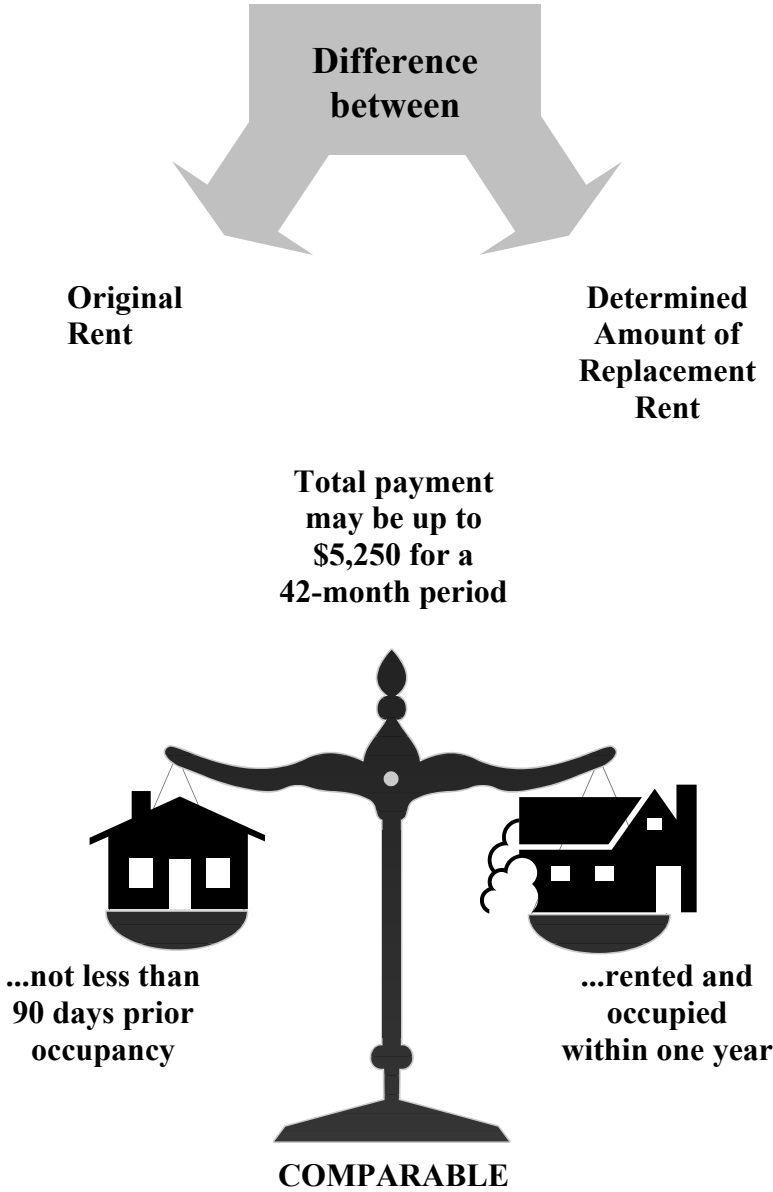 Difference
between
Original
Rent
Determined
Amount of
Replacement
Rent
Total payment
may be up to
$5,250 for a
42-month period
...not less than
90 days prior
occupancy
...rented and
occupied
within one year
COMPARABLE